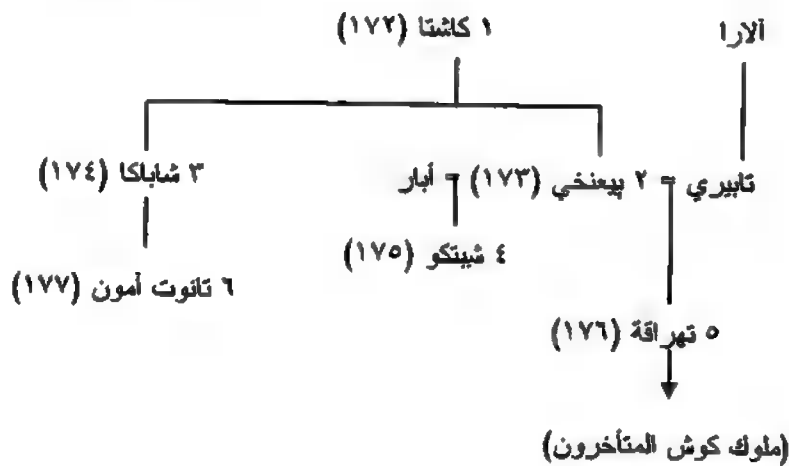 آلارا
١ كاشتا (١٧٢)
تابيري = ٢ بيعنخي (١٧٣) = أبار
٣ شاباكا (١٧٤)
٤ شبيتكو (١٧٥)
٦ تانوت أمون (١٧٧)
٥ تهراقة (١٧٦)
(ملوك كوش المتأخرون)